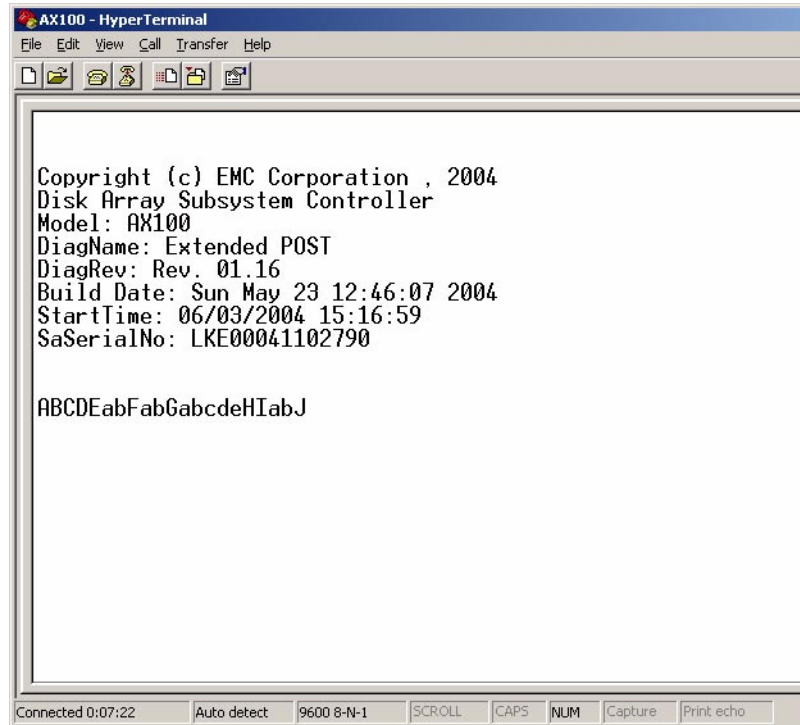 AX100 - HyperTerminal
File Edit View Call Transfer Help
Copyright (c) EMC Corporation , 2004
Disk Array Subsystem Controller
Model: AX100
DiagName: Extended POST
DiagRev: Rev. 01.16
Build Date: Sun May 23 12:46:07 2004
StartTime: 06/03/2004 15:16:59
SaSerialNo: LKE00041102790
ABCDEabFabGabcdeHIabJ
Connected 0:07:22 Auto detect 9600 8-N-1 SCROLL CAPS NUM Capture Print echo